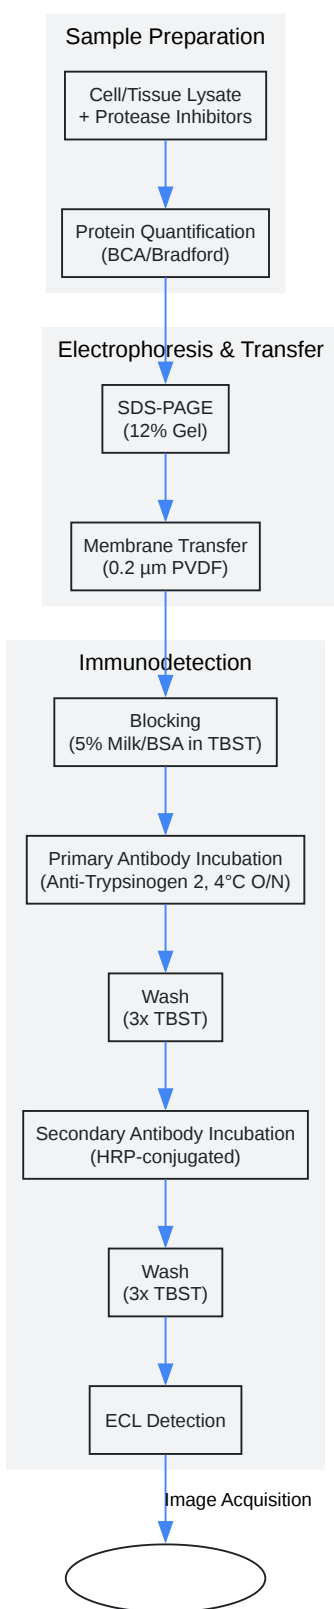 Sample Preparation
Cell/Tissue Lysate
+ Protease Inhibitors
Protein Quantification
(BCA/Bradford)
Electrophoresis & Transfer
SDS-PAGE
(12% Gel)
Membrane Transfer
(0.2 µm PVDF)
Immunodetection
Blocking
(5% Milk/BSA in TBST)
Primary Antibody Incubation
(Anti-Trypsinogen 2, 4°C O/N)
Wash
(3x TBST)
Secondary Antibody Incubation
(HRP-conjugated)
Wash
(3x TBST)
ECL Detection
Image Acquisition